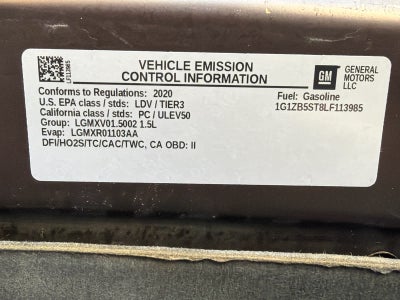 VEHICLE EMISSION
CONTROL INFORMATION
GM
GENERAL
MOTORS
LLC
Conforms to Regulations: 2020
Fuel: Gasoline
U.S. EPA class / stds: LDV / TIER3
1G1ZB5ST8LF113985
California class / stds: PC / ULEV50
Group: LGMXV01.5002 1.5L
Evap: LGMXR01103AA
DFI/HO2S/TC/CAC/TWC, CA OBD: II
LF113985